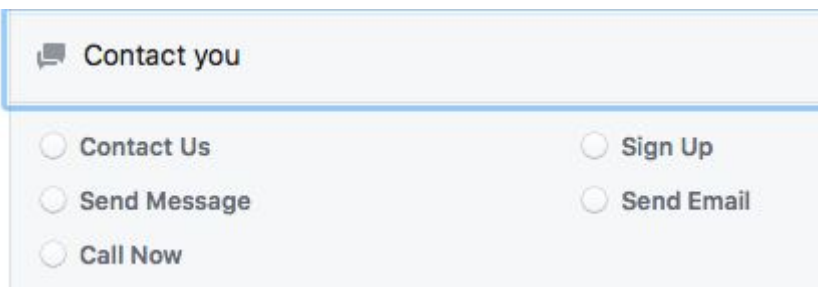 Contact you
Contact Us
Sign Up
Send Message
Send Email
Call Now